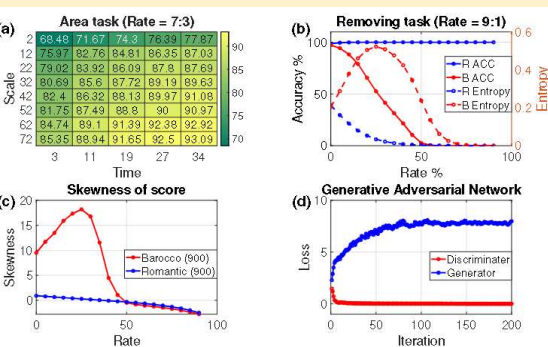 (a)
Area task (Rate = 7:3)
Scale
2 68.48 71.67 74.3 76.39 77.87
12 75.97 82.76 84.81 86.35 87.03
22 79.02 83.92 86.09 87.8 87.69
32 80.69 85.6 87.72 89.19 89.63
42 82.4 86.32 88.13 89.97 91.08
52 81.75 87.49 88.8 90 90.97
62 84.74 89.1 91.39 92.38 92.92
72 85.35 88.94 91.65 92.5 93.09
3 11 19 27 34
Time
90
80
70
(b)
Removing task (Rate = 9:1)
Accuracy %
100
50
0
R ACC
B ACC
R Entropy
B Entropy
0.6
0.4
0.2
0
Entropy
0 50 100
Rate %
(c)
Skewness of score
Skewness
20
15
5
0
Barocco (900)
Romantic (900)
0 50 100
Rate
(d)
Generative Adversarial Network
Loss
10
5
0
Discriminater
Generator
0 50 100 150 200
Iteration